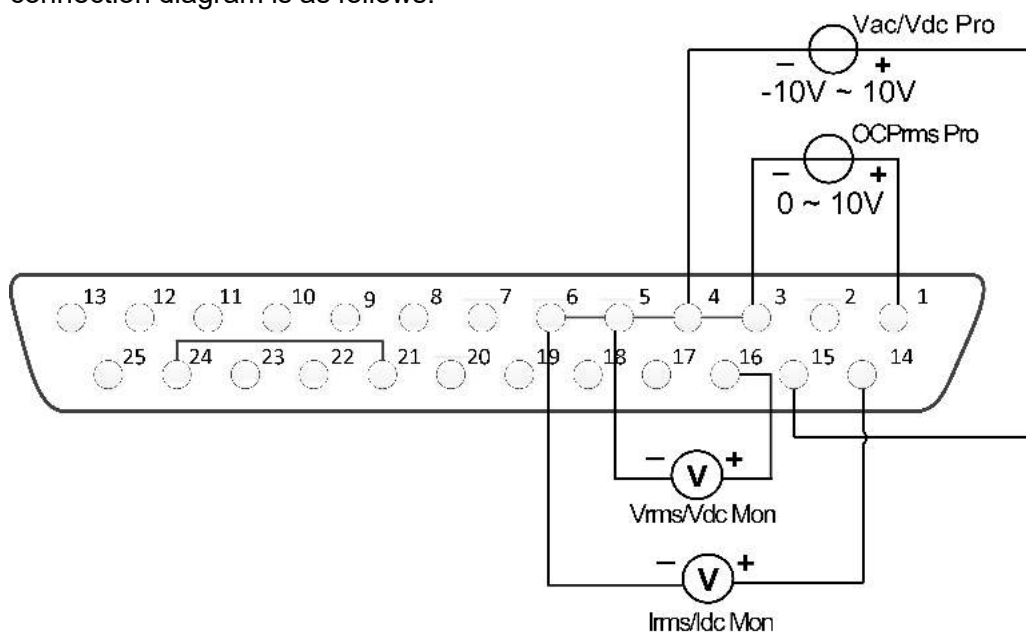 connection diagram is as follows:
Vac/Vdc Pro
− +
-10V ~ 10V
OCPrms Pro
− +
0 ~ 10V
13 12 11 10 9 8 7 6 5 4 3 2 1
25 24 23 22 21 20 19 18 17 16 15 14
− V +
Vrms/Vdc Mon
− V +
Irms/Idc Mon